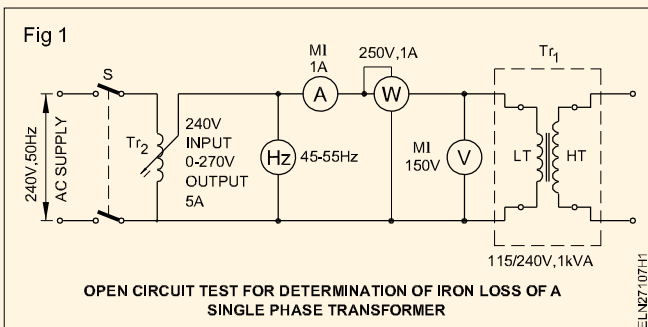 Fig 1
MI
1A
250V,1A
Tr1
S
A
W
240V,50Hz
AC SUPPLY
Tr2
240V
INPUT
0-270V
OUTPUT
5A
Hz
45-55Hz
MI
150V
V
LT
HT
115/240V,1kVA
OPEN CIRCUIT TEST FOR DETERMINATION OF IRON LOSS OF A
SINGLE PHASE TRANSFORMER
ELN27107H1